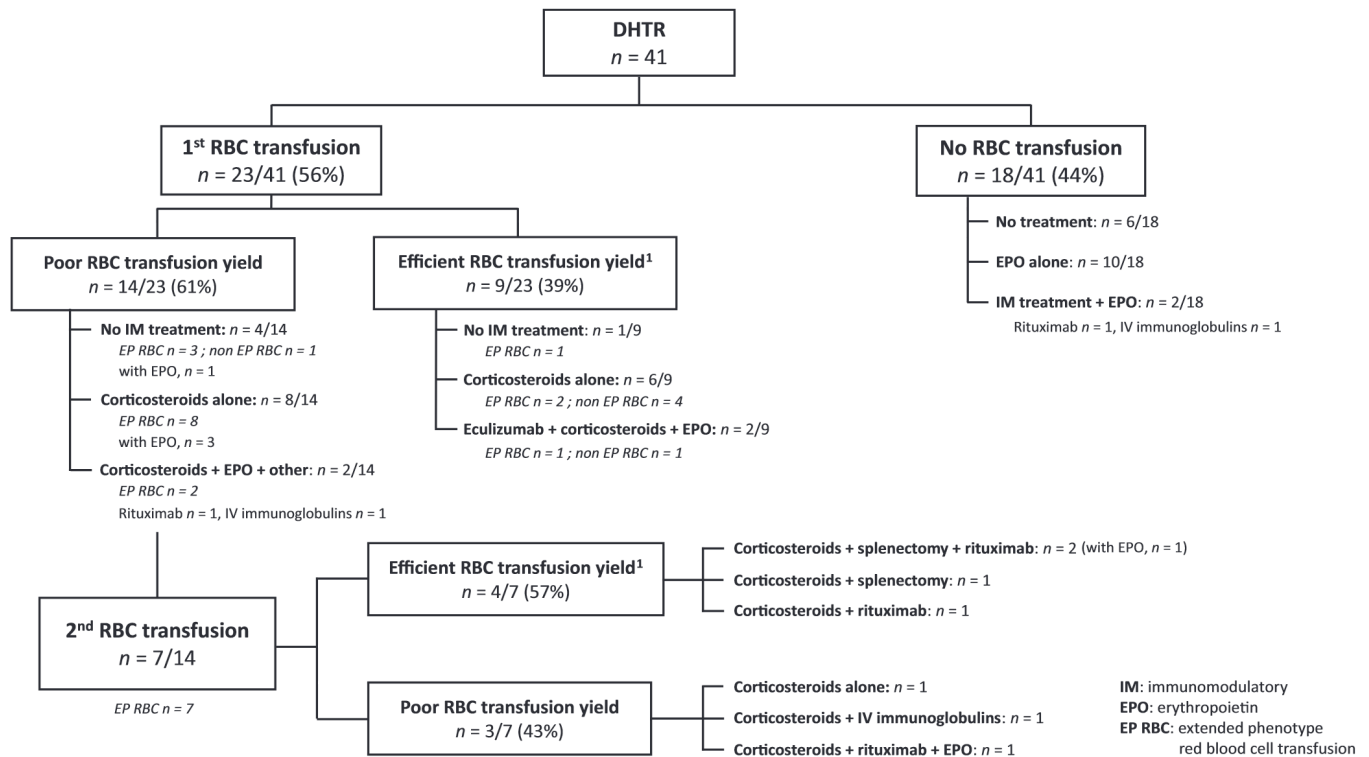 DHTR
n = 41
1st RBC transfusion
n = 23/41 (56%)
No RBC transfusion
n = 18/41 (44%)
No treatment: n = 6/18
EPO alone: n = 10/18
IM treatment + EPO: n = 2/18
Rituximab n = 1, IV immunoglobulins n = 1
Poor RBC transfusion yield
n = 14/23 (61%)
Efficient RBC transfusion yield1
n = 9/23 (39%)
No IM treatment: n = 4/14
EP RBC n = 3 ; non EP RBC n = 1
with EPO, n = 1
Corticosteroids alone: n = 8/14
EP RBC n = 8
with EPO, n = 3
Corticosteroids + EPO + other: n = 2/14
EP RBC n = 2
Rituximab n = 1, IV immunoglobulins n = 1
No IM treatment: n = 1/9
EP RBC n = 1
Corticosteroids alone: n = 6/9
EP RBC n = 2 ; non EP RBC n = 4
Eculizumab + corticosteroids + EPO: n = 2/9
EP RBC n = 1 ; non EP RBC n = 1
2nd RBC transfusion
n = 7/14
EP RBC n = 7
Efficient RBC transfusion yield1
n = 4/7 (57%)
Corticosteroids + splenectomy + rituximab: n = 2 (with EPO, n = 1)
Corticosteroids + splenectomy: n = 1
Corticosteroids + rituximab: n = 1
Poor RBC transfusion yield
n = 3/7 (43%)
Corticosteroids alone: n = 1
Corticosteroids + IV immunoglobulins: n = 1
Corticosteroids + rituximab + EPO: n = 1
IM: immunomodulatory
EPO: erythropoietin
EP RBC: extended phenotype
red blood cell transfusion